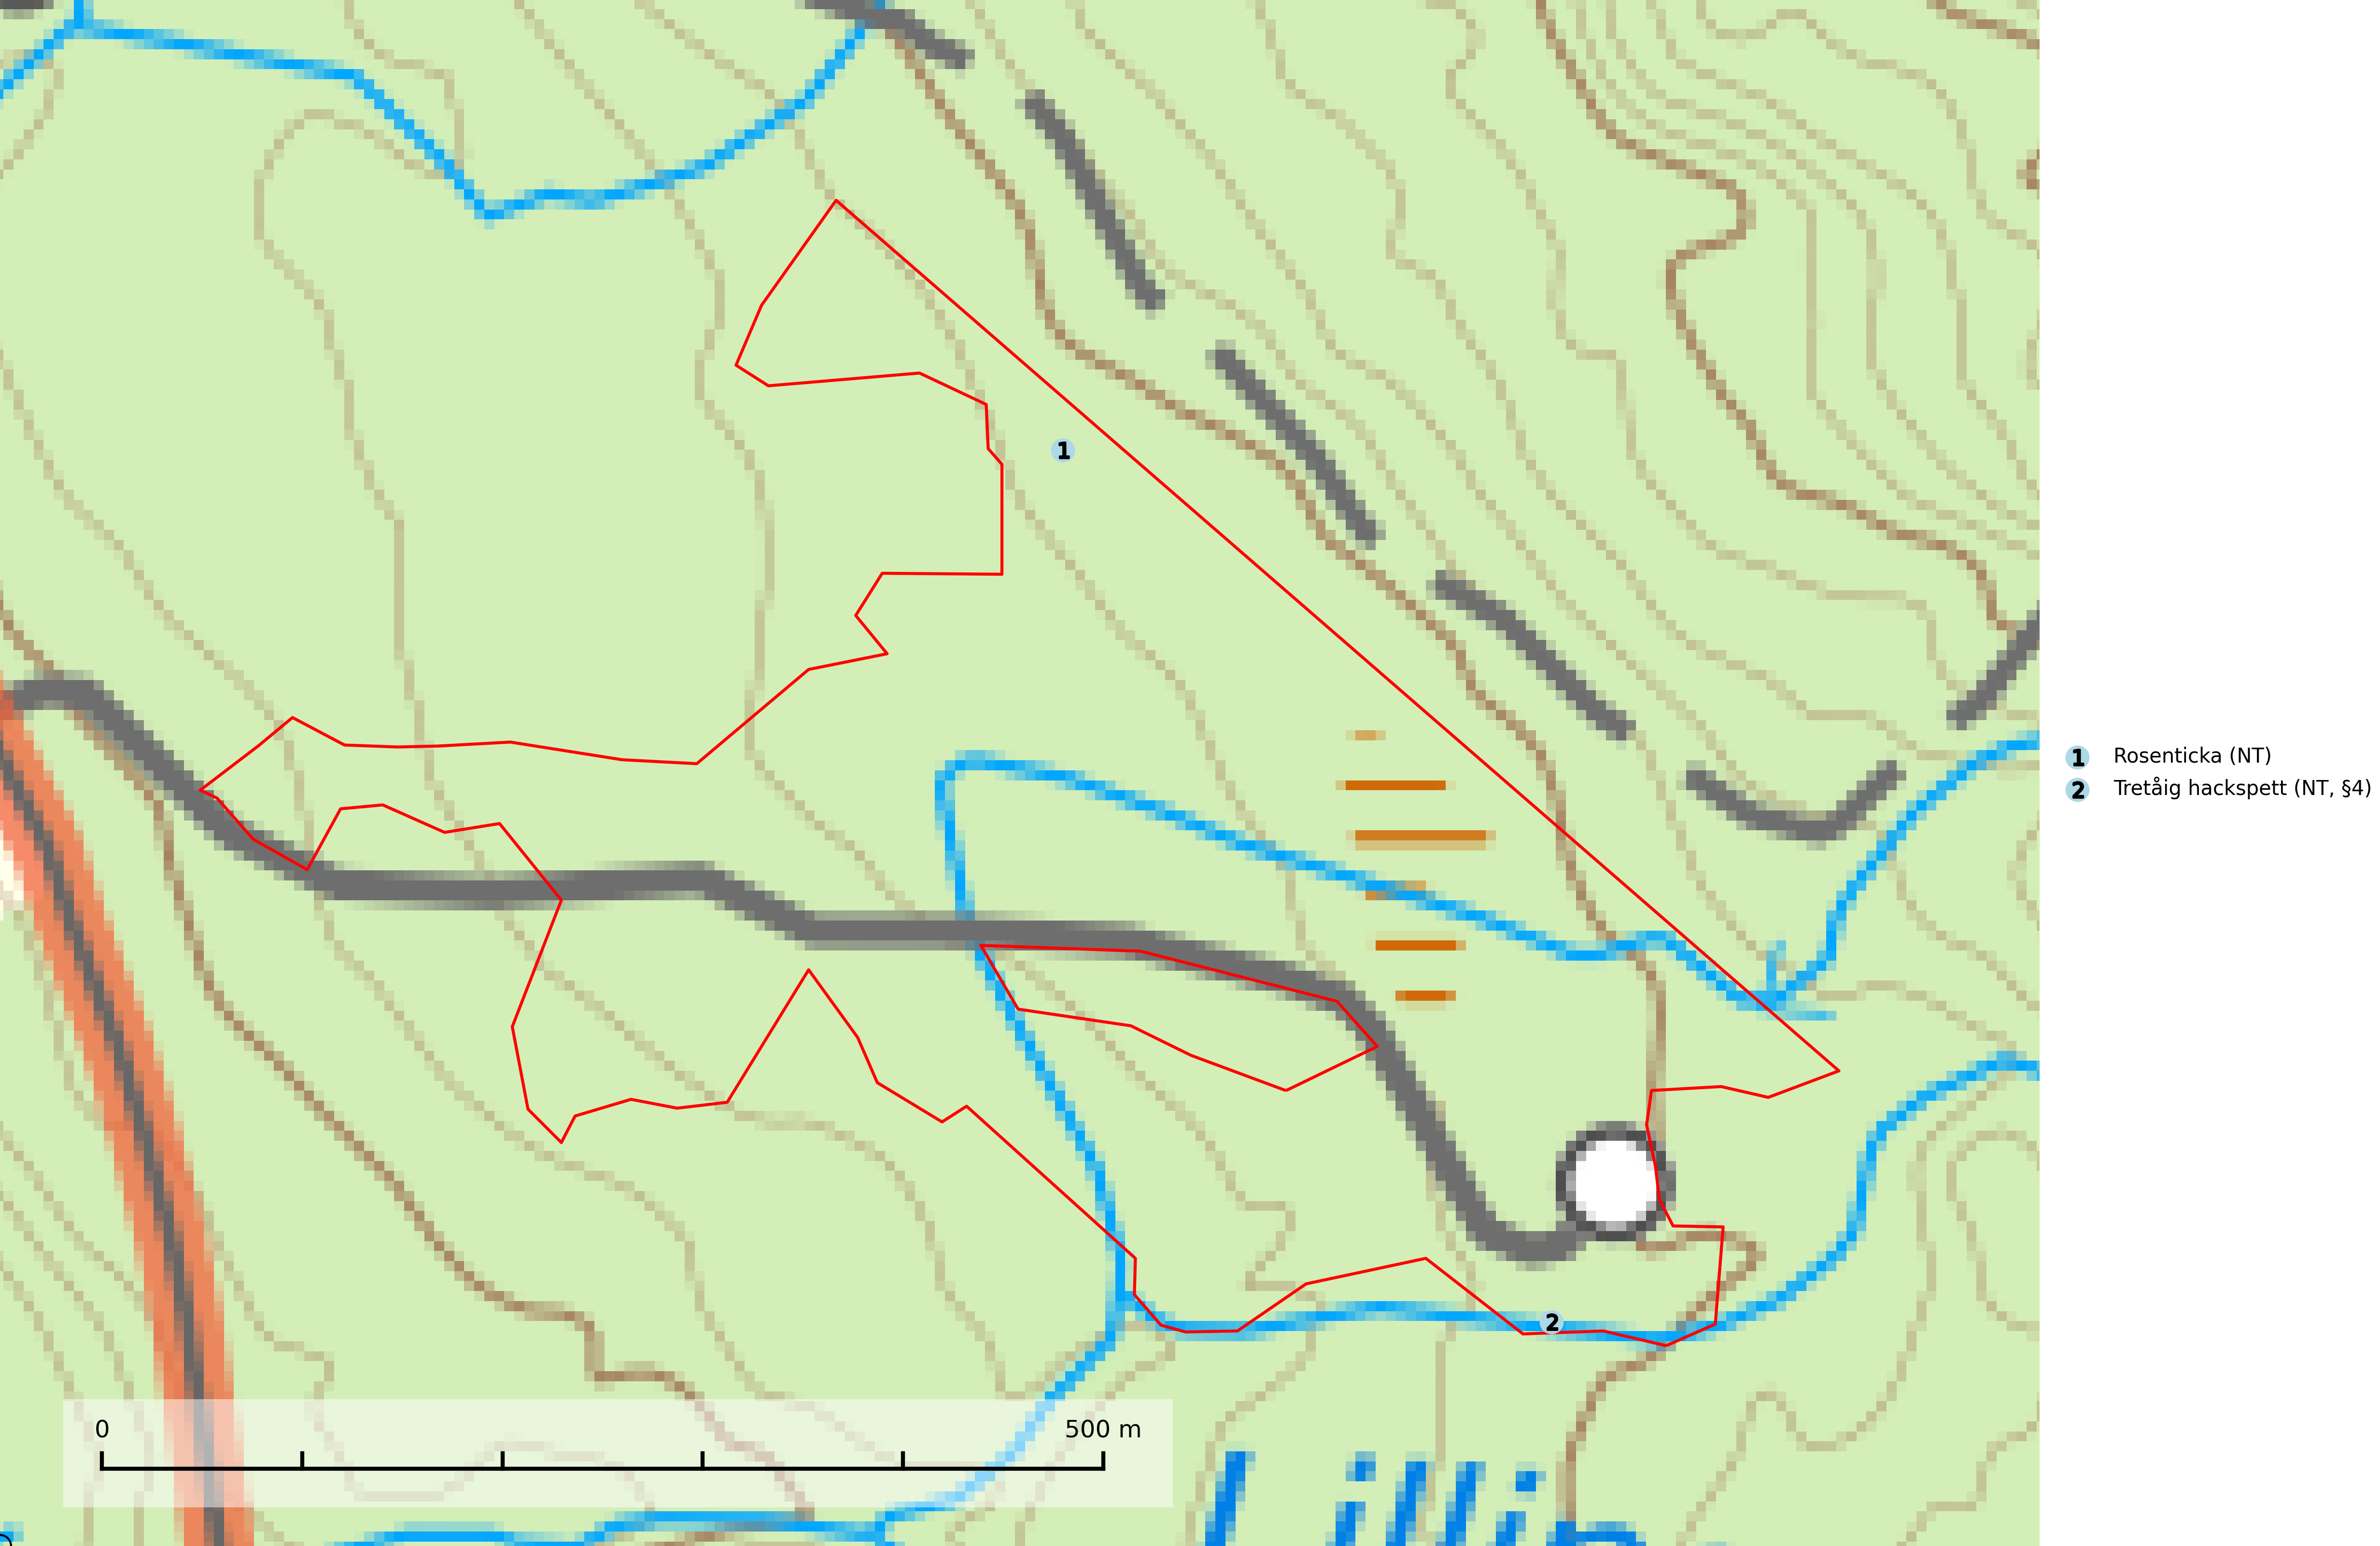 1
1 Rosenticka (NT)
2 Tretåig hackspett (NT, §4)
2
0 500 m